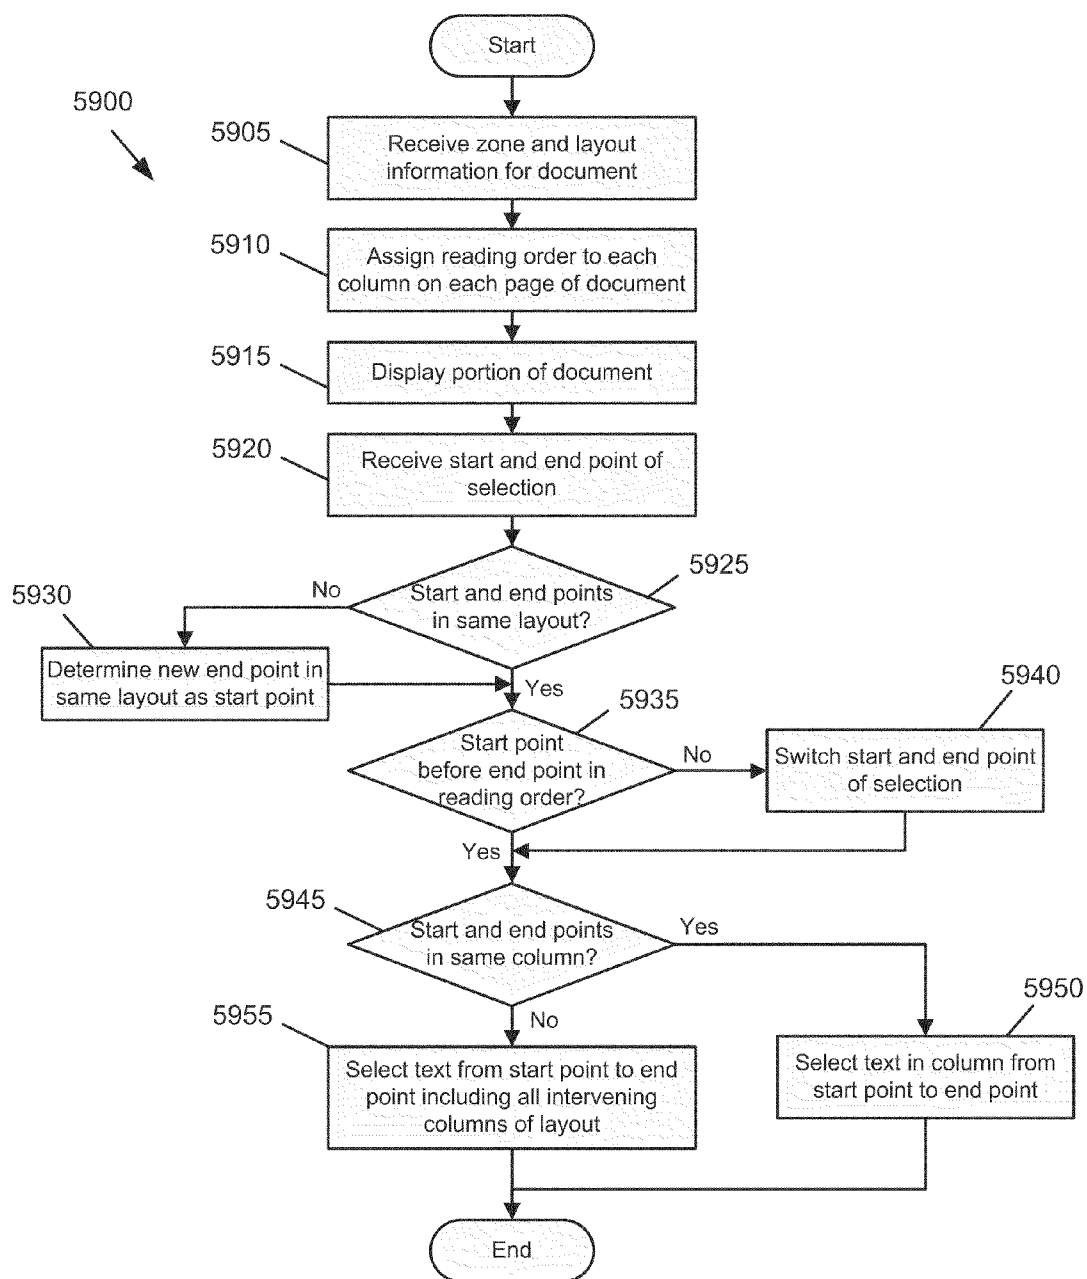 Start
5900
5905
Receive zone and layout
information for document
5910
Assign reading order to each
column on each page of document
5915
Display portion of document
5920
Receive start and end point of
selection
5925
Start and end points
in same layout?
No
5930
Determine new end point in
same layout as start point
Yes
5935
5940
Start point
before end point in
reading order?
No
Switch start and end point
of selection
Yes
5945
Start and end points
in same column?
Yes
5950
No
5955
Select text from start point to end
point including all intervening
columns of layout
Select text in column from
start point to end point
End